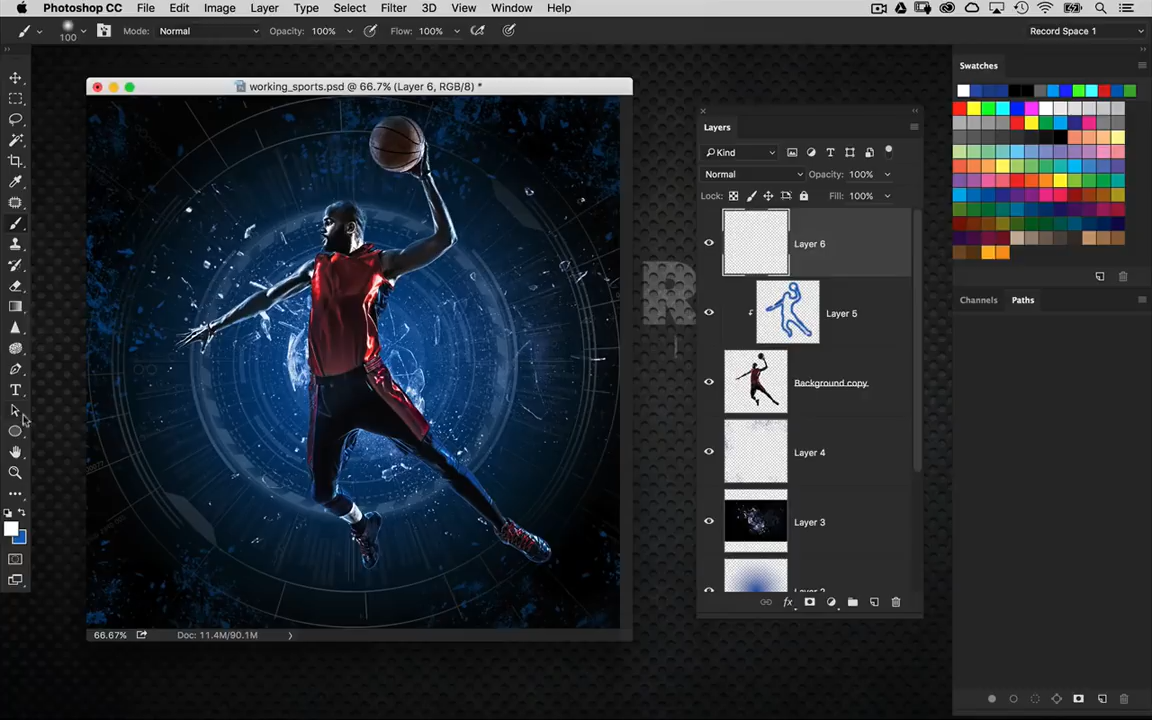 Photoshop CC File Edit Image Layer Type Select Filter 3D View Window Help
100 Mode: Normal Opacity: 100% Flow: 100% Record Space 1
working_sports.psd @ 66.7% (Layer 6, RGB/8) *
Swatches
Layers
Kind
Normal Opacity: 100%
Lock: Fill: 100%
Layer 6
R
Channels Paths
Layer 5
Background copy
Layer 4
Layer 3
Layer 2
66.67% Doc: 11.4M/90.1M
fx